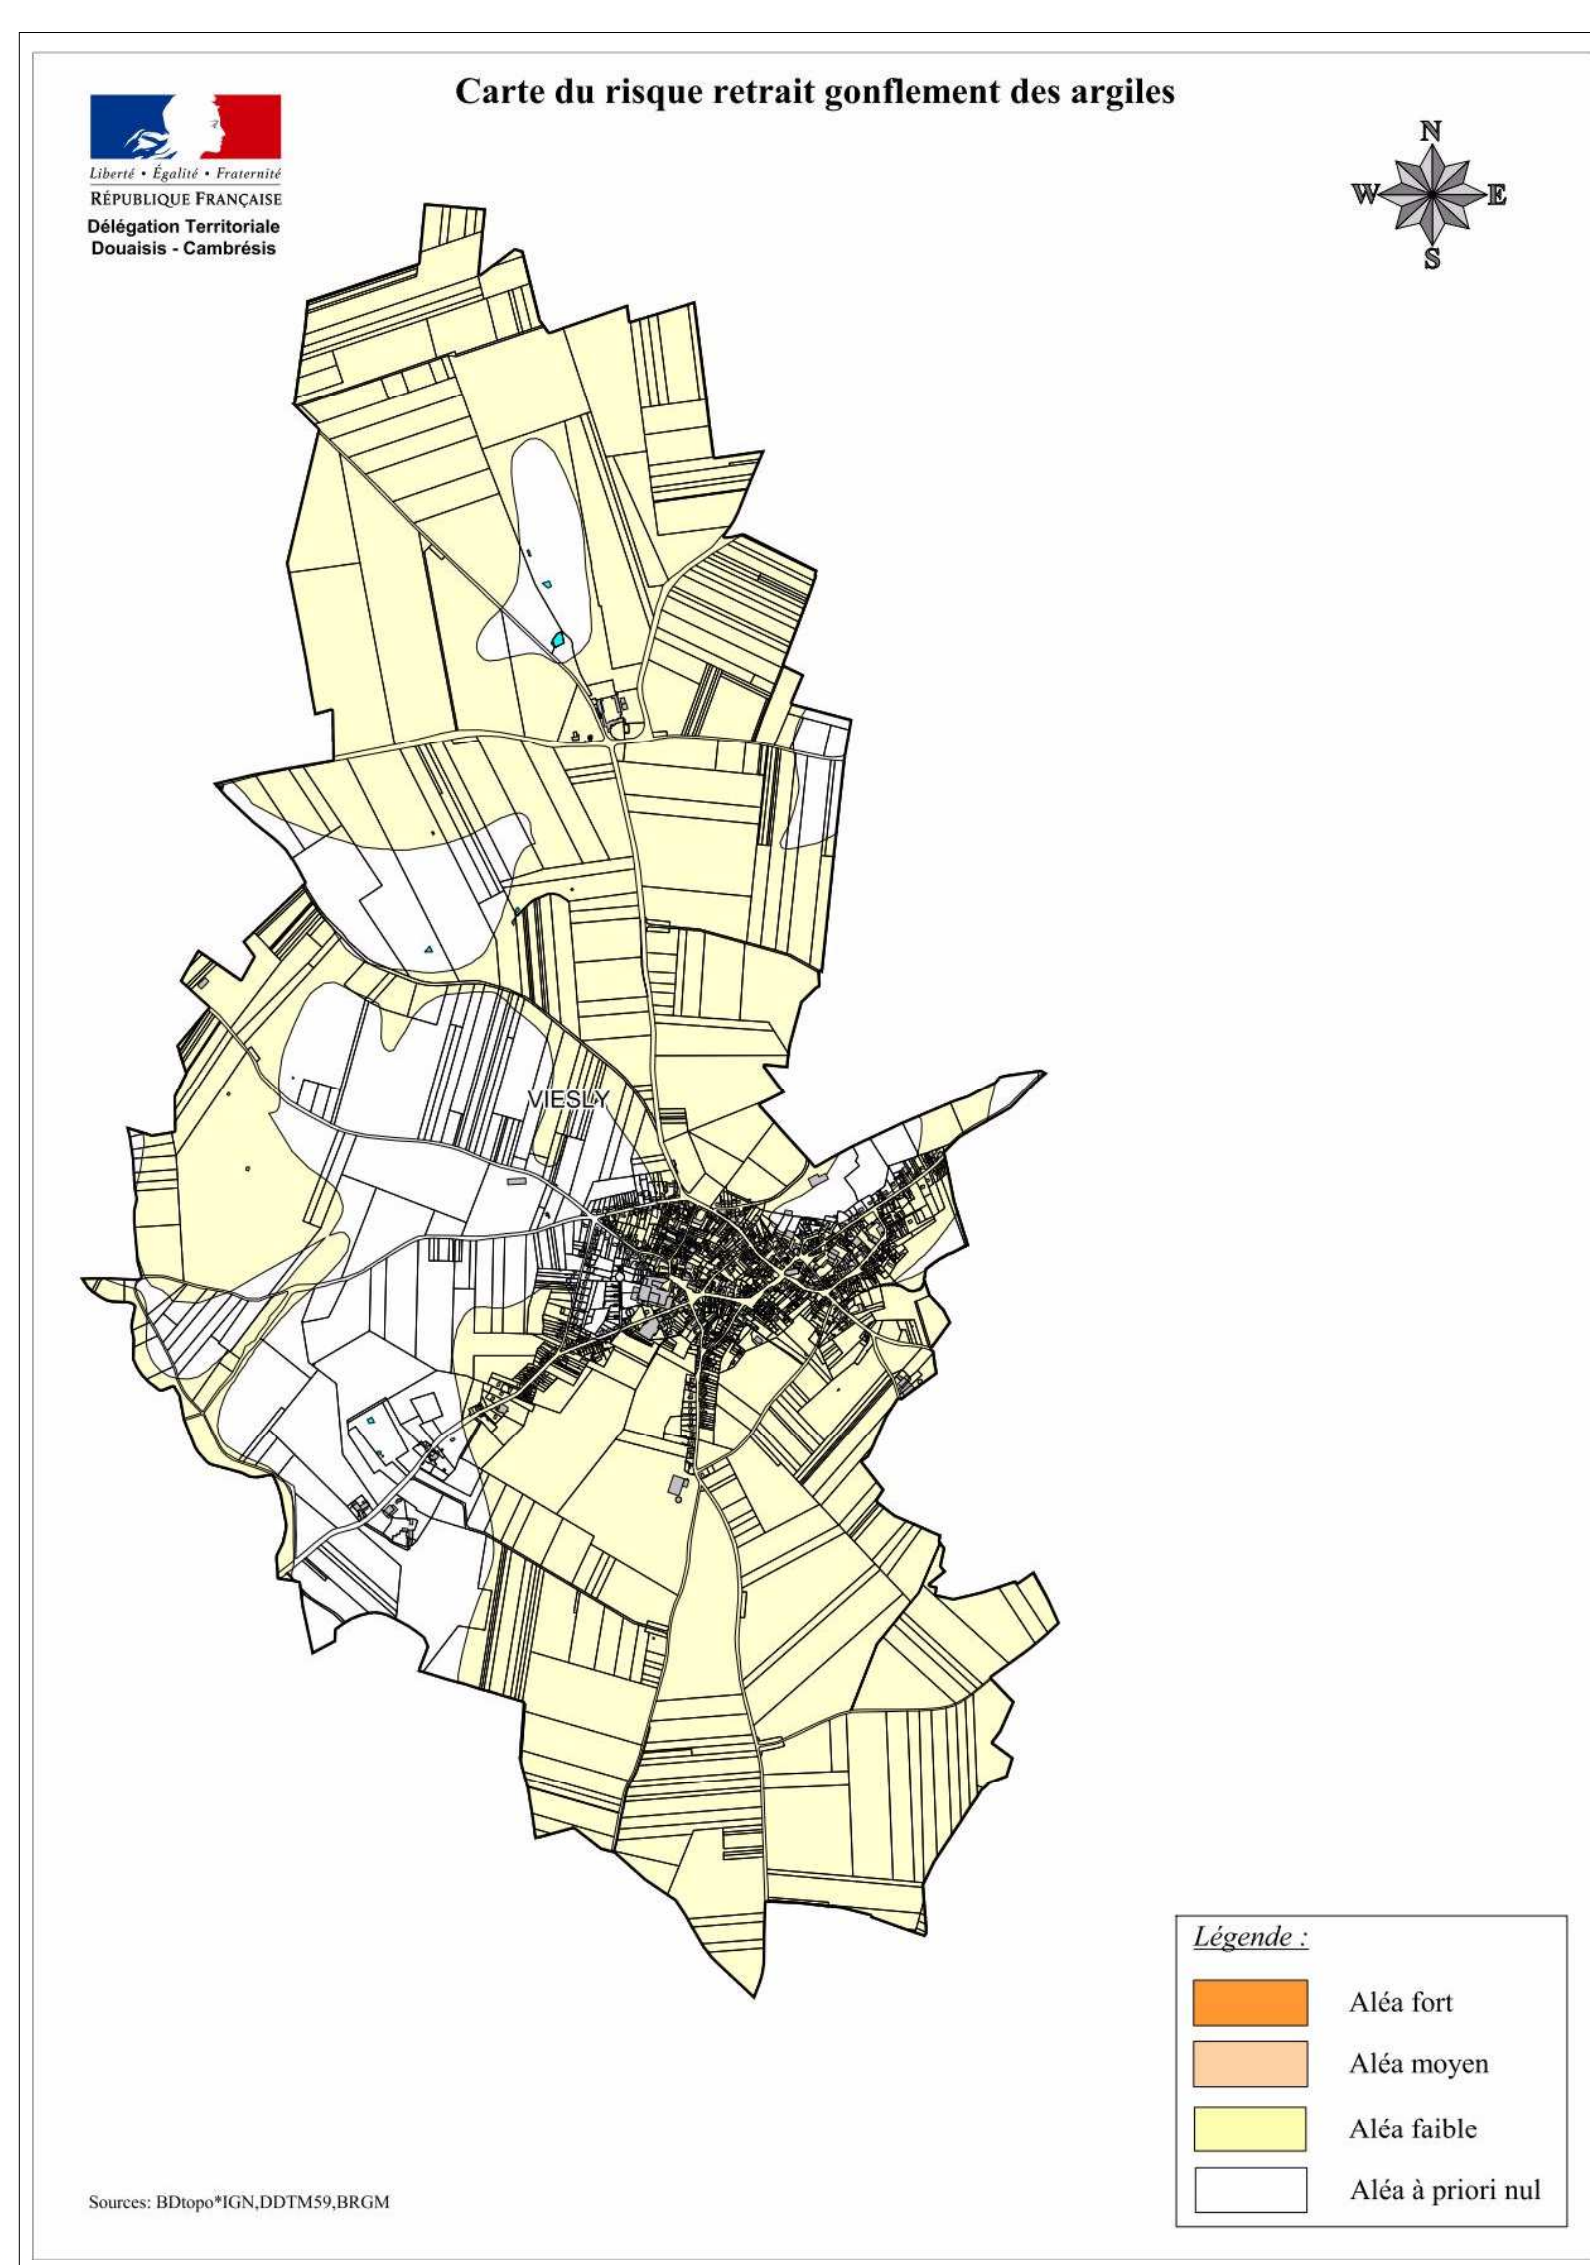 Carte du risque retrait gonflement des argiles
Liberté • Égalité • Fraternité
RÉPUBLIQUE FRANÇAISE
Délégation Territoriale
Douaisis - Cambrésis
N
W
E
S
VIESLY
Légende :
Aléa fort
Aléa moyen
Aléa faible
Aléa à priori nul
Sources: BDtopo*IGN,DDTM59,BRGM